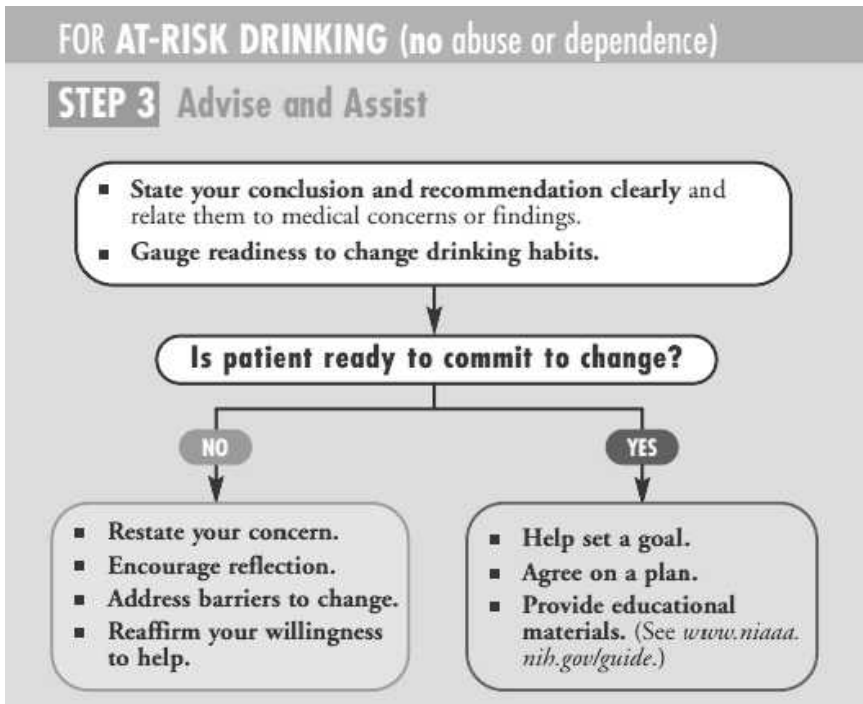 FOR AT-RISK DRINKING (no abuse or dependence)
STEP 3 Advise and Assist
▪ State your conclusion and recommendation clearly and
relate them to medical concerns or findings.
▪ Gauge readiness to change drinking habits.
Is patient ready to commit to change?
NO
YES
▪ Restate your concern.
▪ Encourage reflection.
▪ Address barriers to change.
▪ Reaffirm your willingness
to help.
▪ Help set a goal.
▪ Agree on a plan.
▪ Provide educational
materials. (See www.niaaa.
nih.gov/guide.)